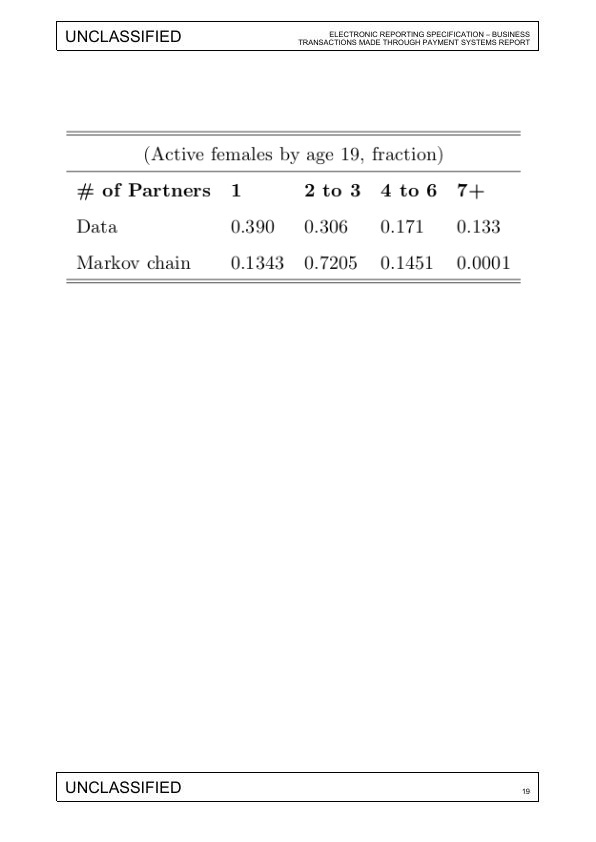 UNCLASSIFIED
ELECTRONIC REPORTING SPECIFICATION – BUSINESS
TRANSACTIONS MADE THROUGH PAYMENT SYSTEMS REPORT
(Active females by age 19, fraction)
# of Partners 1 2 to 3 4 to 6 7+
Data 0.390 0.306 0.171 0.133
Markov chain 0.1343 0.7205 0.1451 0.0001
UNCLASSIFIED
19